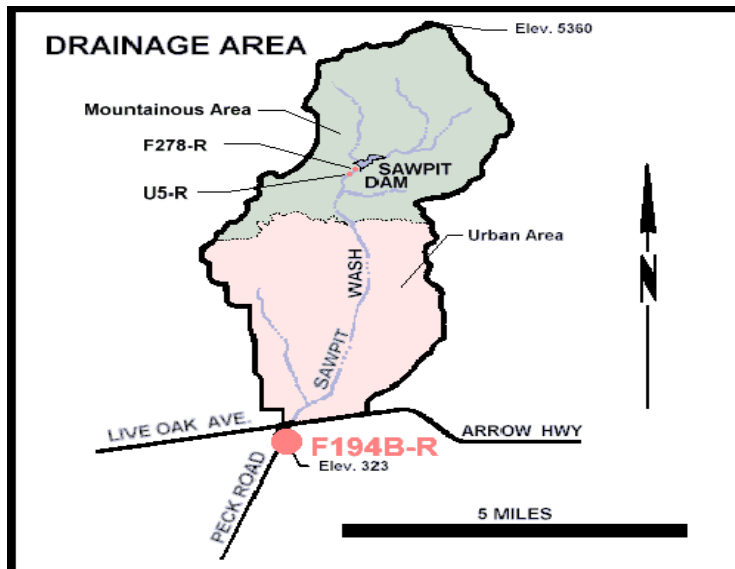 DRAINAGE AREA
Elev. 5360
Mountainous Area
F278-R
SAWPIT
DAM
U5-R
Urban Area
WASH
SAWPIT
N
LIVE OAK AVE.
ARROW HWY
F194B-R
Elev. 323
PECK ROAD
5 MILES